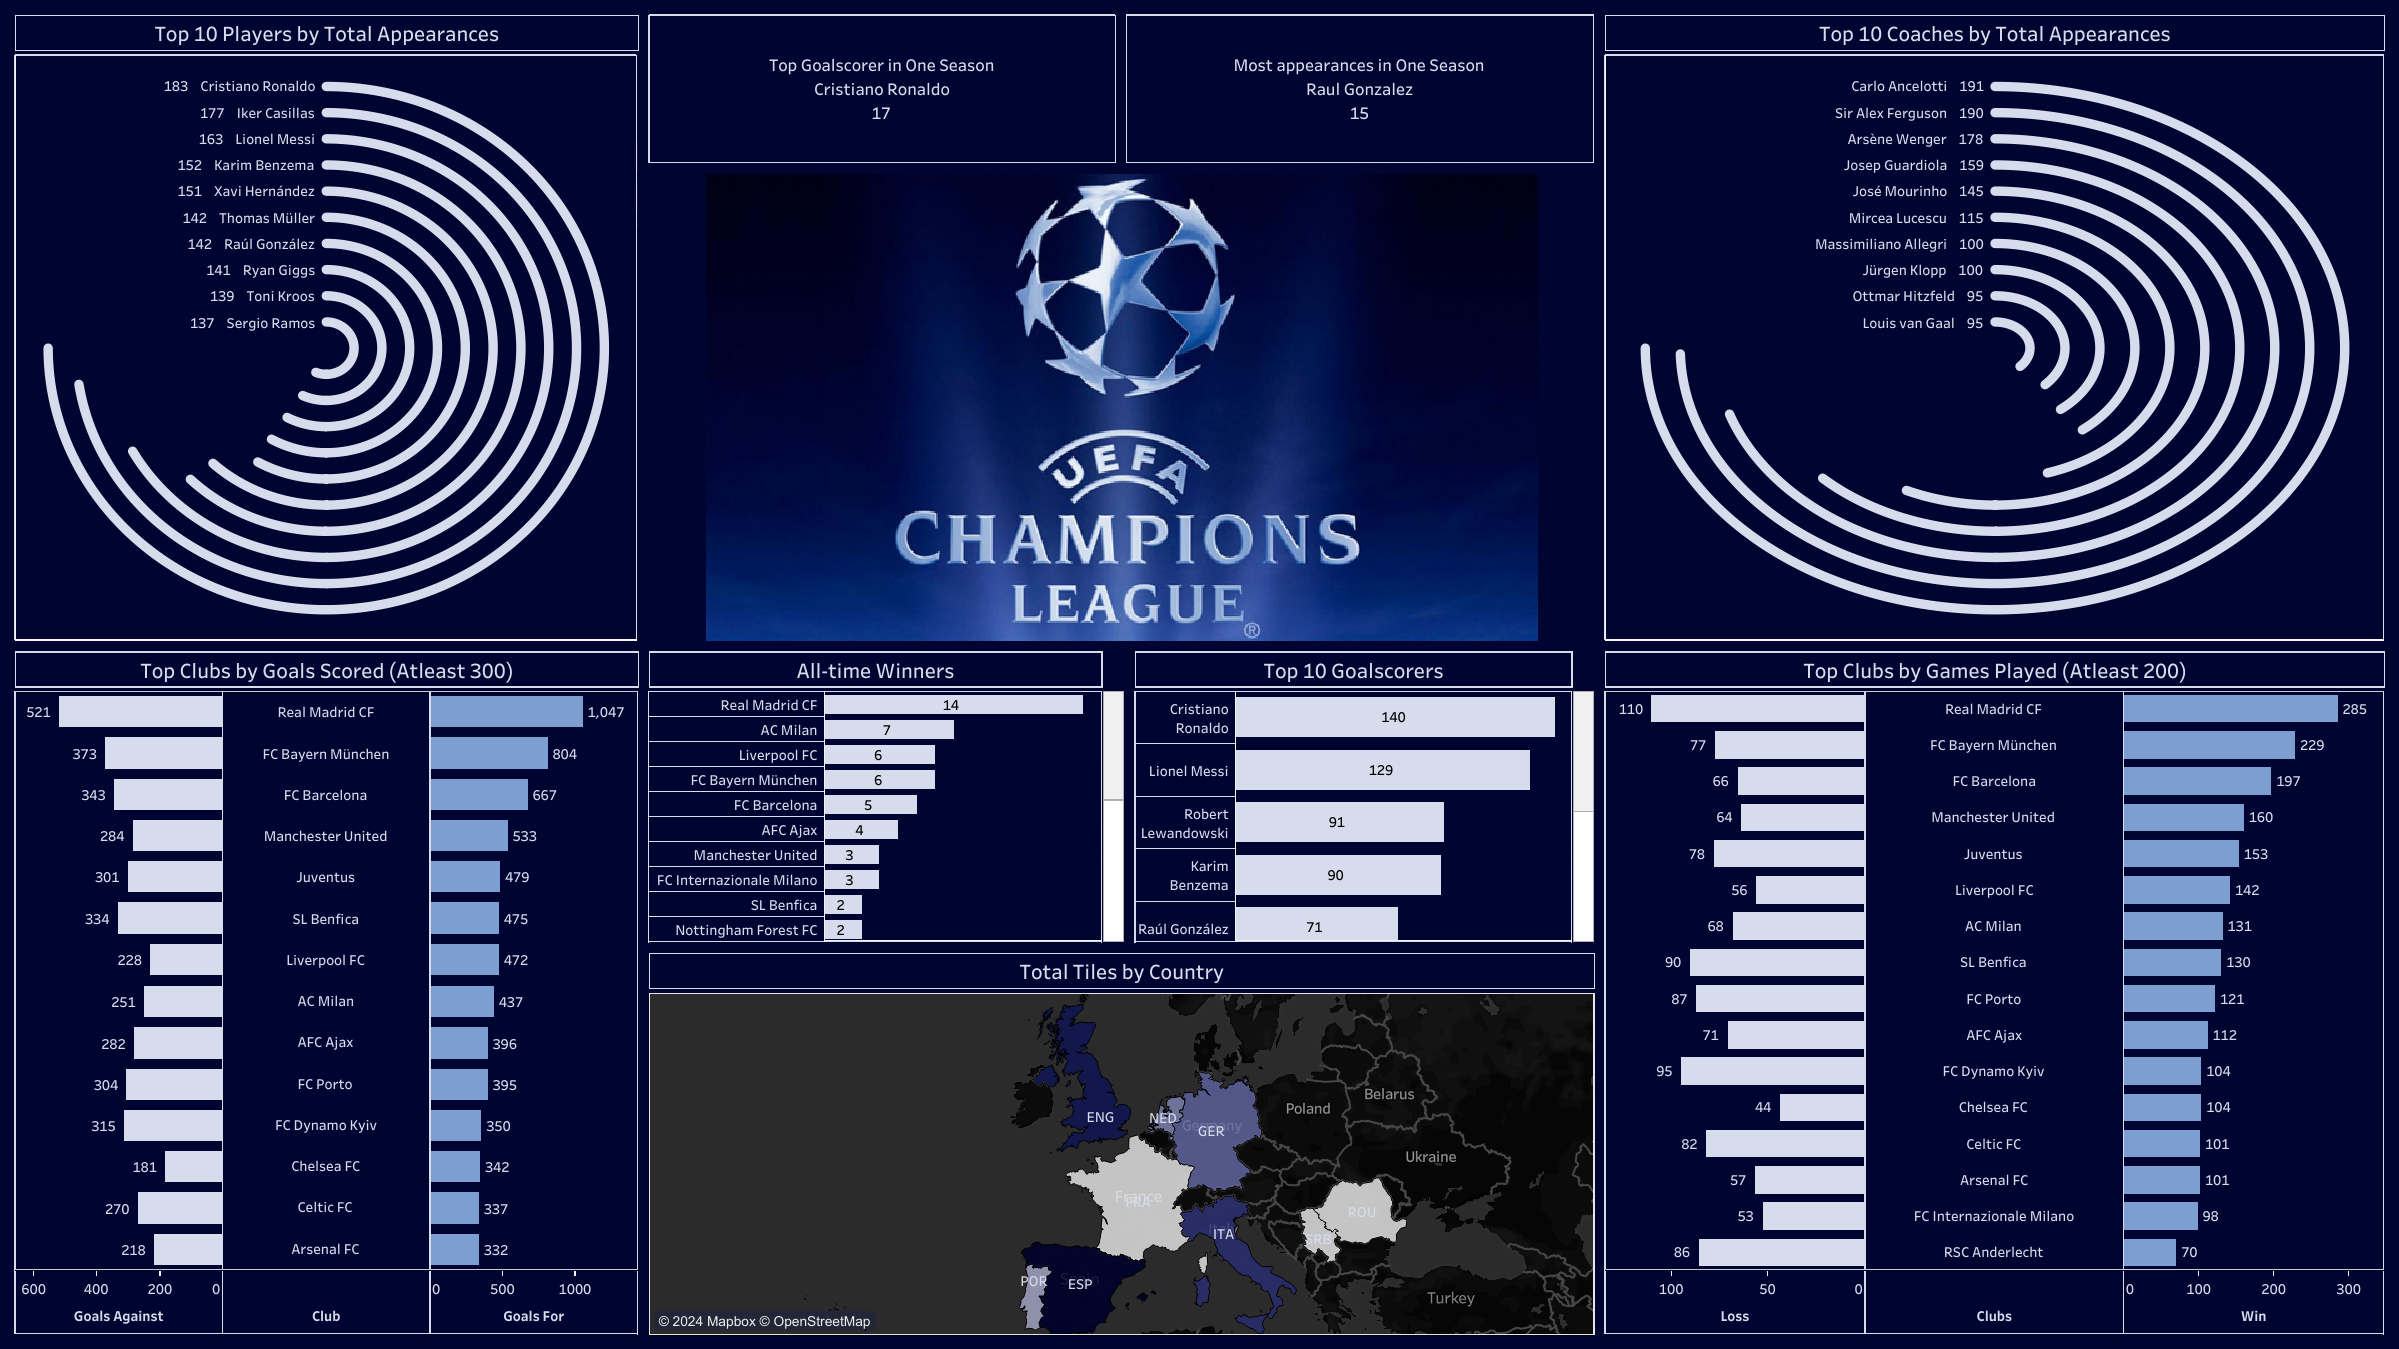 Top 10 Players by Total Appearances
183 Cristiano Ronaldo
177 Iker Casillas
163 Lionel Messi
152 Karim Benzema
151 Xavi Hernández
142 Thomas Müller
142 Raúl González
141 Ryan Giggs
139 Toni Kroos
137 Sergio Ramos
Top Goalscorer in One Season
Cristiano Ronaldo
17
Most appearances in One Season
Raul Gonzalez
15
UEFA
CHAMPIONS
LEAGUE®
Top 10 Coaches by Total Appearances
Carlo Ancelotti 191
Sir Alex Ferguson 190
Arsène Wenger 178
Josep Guardiola 159
José Mourinho 145
Mircea Lucescu 115
Massimiliano Allegri 100
Jürgen Klopp 100
Ottmar Hitzfeld 95
Louis van Gaal 95
Top Clubs by Goals Scored (Atleast 300)
521 Real Madrid CF 1,047
373 FC Bayern München 804
343 FC Barcelona 667
284 Manchester United 533
301 Juventus 479
334 SL Benfica 475
228 Liverpool FC 472
251 AC Milan 437
282 AFC Ajax 396
304 FC Porto 395
315 FC Dynamo Kyiv 350
181 Chelsea FC 342
270 Celtic FC 337
218 Arsenal FC 332
600 400 200 0 0 500 1000
Goals Against Club Goals For
All-time Winners
Real Madrid CF 14
AC Milan 7
Liverpool FC 6
FC Bayern München 6
FC Barcelona 5
AFC Ajax 4
Manchester United 3
FC Internazionale Milano 3
SL Benfica 2
Nottingham Forest FC 2
Top 10 Goalscorers
Cristiano
Ronaldo 140
Lionel Messi 129
Robert
Lewandowski 91
Karim
Benzema 90
Raúl González 71
Total Tiles by Country
Belarus
Poland
ENG
NED
Germany
GER
Ukraine
France
FRA
ROU
ITA
SRB
POR
ESP
Spain
Turkey
© 2024 Mapbox © OpenStreetMap
Top Clubs by Games Played (Atleast 200)
110 Real Madrid CF 285
77 FC Bayern München 229
66 FC Barcelona 197
64 Manchester United 160
78 Juventus 153
56 Liverpool FC 142
68 AC Milan 131
90 SL Benfica 130
87 FC Porto 121
71 AFC Ajax 112
95 FC Dynamo Kyiv 104
44 Chelsea FC 104
82 Celtic FC 101
57 Arsenal FC 101
53 FC Internazionale Milano 98
86 RSC Anderlecht 70
100 50 0 0 100 200 300
Loss Clubs Win